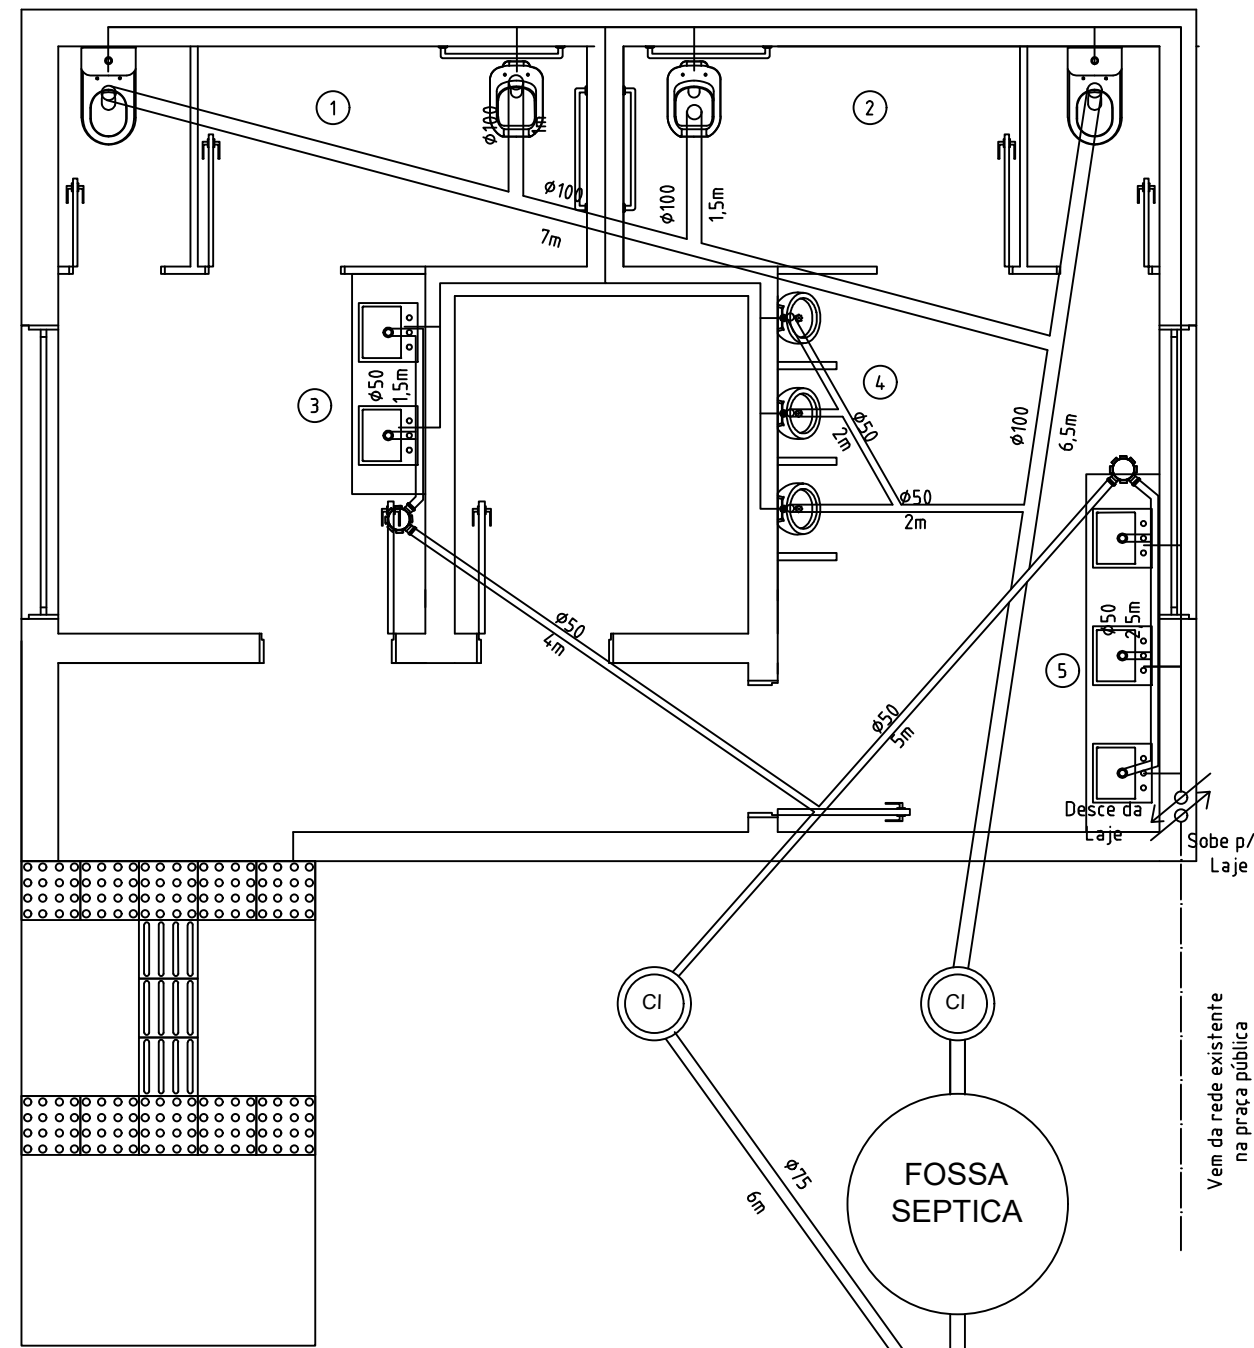 1
2
ø100
1m
ø100
7m
ø100
1,5m
3
ø50
1,5m
4
ø50
2m
ø100
6,5m
ø50
2m
ø50
4m
ø50
2,5m
5
ø50
5m
Desce da
Laje
Sobe p/
Laje
CI
CI
Vem da rede existente
na praça pública
ø75
6m
FOSSA
SEPTICA